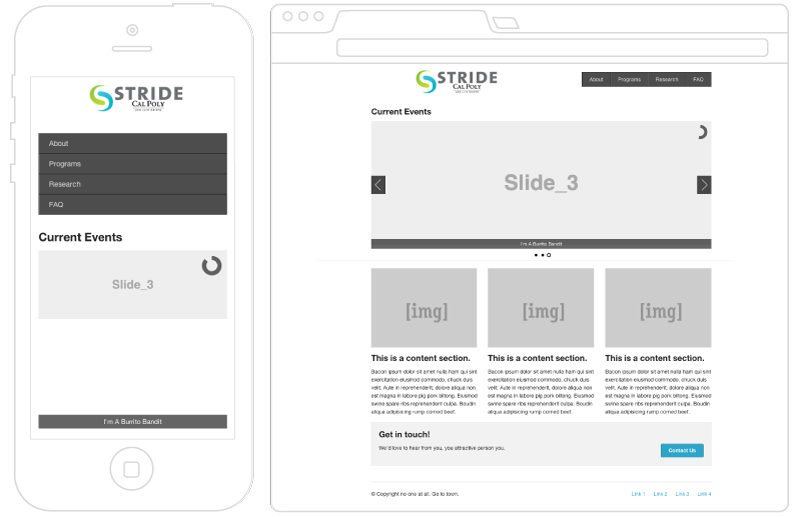 STRIDE
CAL POLY
SAN LUIS OBISPO
About
Programs
Research
FAQ
Current Events
Slide_3
I'm A Burrito Bandit
STRIDE
CAL POLY
About Programs Research FAQ
Current Events
Slide_3
I'm A Burrito Bandit
[img]
This is a content section.
Bacon ipsum dolor sit amet nulla ham qui sint
exercitation eiusmod commodo, chuck duis
velit. Aute in reprehenderit, dolore aliqua non
est magna in labore pig pork biltong. Eiusmod
swine spare ribs reprehenderit culpa. Boudin
aliqua adipisicing rump corned beef.
[img]
This is a content section.
Bacon ipsum dolor sit amet nulla ham qui sint
exercitation eiusmod commodo, chuck duis
velit. Aute in reprehenderit, dolore aliqua non
est magna in labore pig pork biltong. Eiusmod
swine spare ribs reprehenderit culpa. Boudin
aliqua adipisicing rump corned beef.
[img]
This is a content section.
Bacon ipsum dolor sit amet nulla ham qui sint
exercitation eiusmod commodo, chuck duis
velit. Aute in reprehenderit, dolore aliqua non
est magna in labore pig pork biltong. Eiusmod
swine spare ribs reprehenderit culpa. Boudin
aliqua adipisicing rump corned beef.
Get in touch!
We'd love to hear from you, you attractive person you.
Contact Us
© Copyright no one at all. Go to town.
Link 1 Link 2 Link 3 Link 4